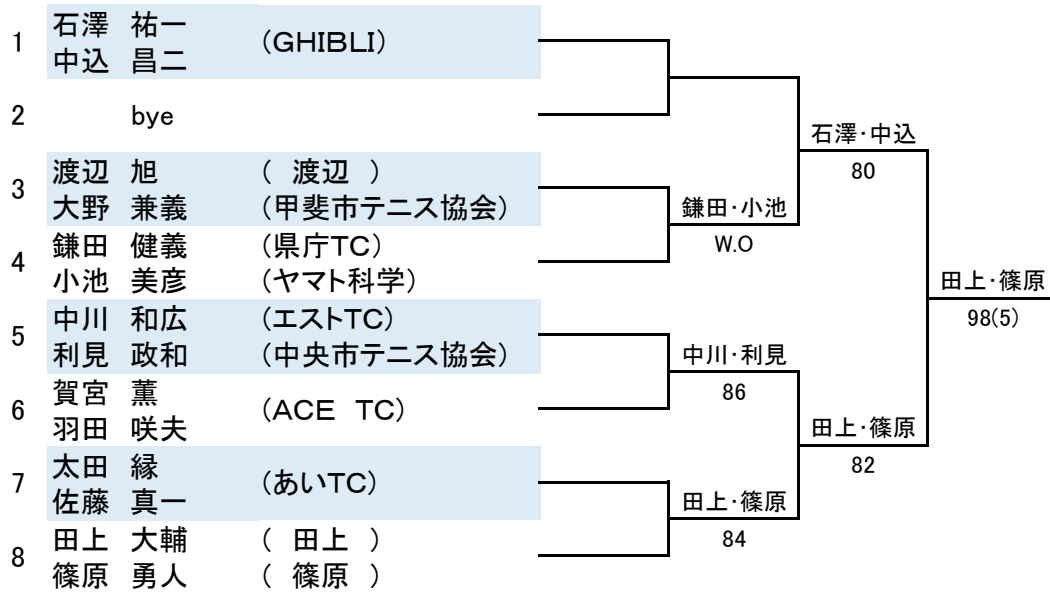 1 石澤 祐一 (GHIBLI)
中込 昌二
2 bye
石澤・中込
80
3 渡辺 旭 ( 渡辺 )
大野 兼義 (甲斐市テニス協会)
鎌田・小池
W.O
4 鎌田 健義 (県庁TC)
小池 美彦 (ヤマト科学)
田上・篠原
98(5)
5 中川 和広 (エストTC)
利見 政和 (中央市テニス協会)
中川・利見
86
6 賀宮 薫 (ACE TC)
羽田 咲夫
田上・篠原
82
7 太田 縁 (あいTC)
佐藤 真一
田上・篠原
84
8 田上 大輔 ( 田上 )
篠原 勇人 ( 篠原 )